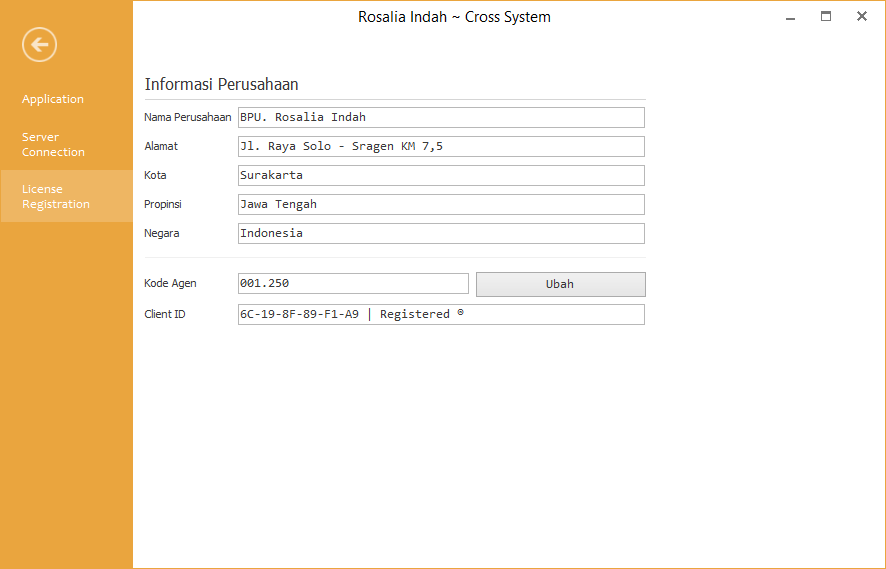 Rosalia Indah ~ Cross System
Application
Server
Connection
License
Registration
Informasi Perusahaan
Nama Perusahaan BPU. Rosalia Indah
Alamat Jl. Raya Solo - Sragen KM 7,5
Kota Surakarta
Propinsi Jawa Tengah
Negara Indonesia
Kode Agen 001.250 Ubah
Client ID 6C-19-8F-89-F1-A9 | Registered ®